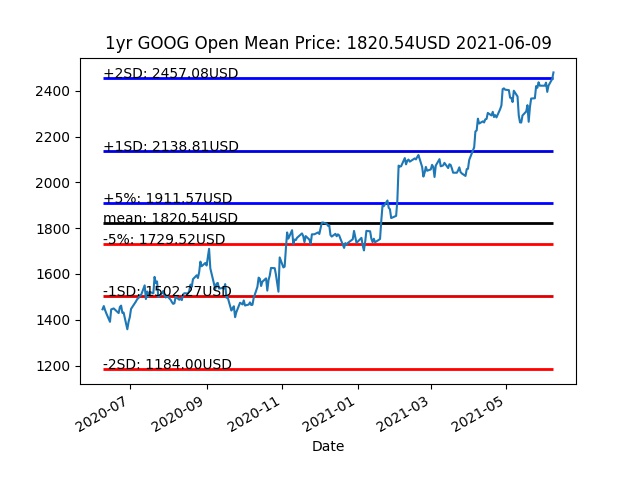 1yr GOOG Open Mean Price: 1820.54USD 2021-06-09
+2SD: 2457.08USD
2400
2200
+1SD: 2138.81USD
2000
+5%: 1911.57USD
mean: 1820.54USD
1800
-5%: 1729.52USD
1600
-1SD: 1502.27USD
1400
-2SD: 1184.00USD
1200
2020-07
2020-09
2020-11
2021-01
2021-03
2021-05
Date